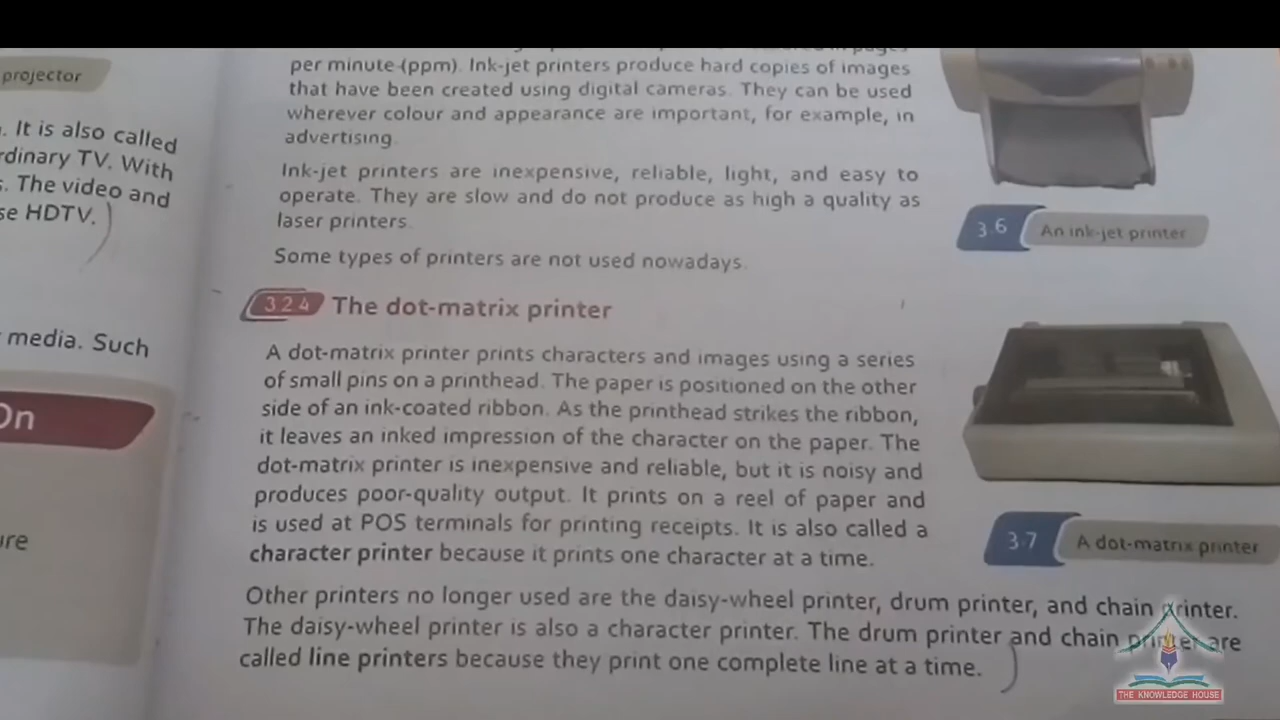 projector
. It is also called
rdinary TV. With
s. The video and
se HDTV.
media. Such
On
ure
per minute (ppm). Ink-jet printers produce hard copies of images
that have been created using digital cameras. They can be used
wherever colour and appearance are important, for example, in
advertising.
Ink-jet printers are inexpensive, reliable, light, and easy to
operate. They are slow and do not produce as high a quality as
laser printers.
Some types of printers are not used nowadays.
3.6 An ink-jet printer
3.2.4 The dot-matrix printer
A dot-matrix printer prints characters and images using a series
of small pins on a printhead. The paper is positioned on the other
side of an ink-coated ribbon. As the printhead strikes the ribbon,
it leaves an inked impression of the character on the paper. The
dot-matrix printer is inexpensive and reliable, but it is noisy and
produces poor-quality output. It prints on a reel of paper and
is used at POS terminals for printing receipts. It is also called a
character printer because it prints one character at a time.
3.7 A dot-matrix printer
Other printers no longer used are the daisy-wheel printer, drum printer, and chain printer.
The daisy-wheel printer is also a character printer. The drum printer and chain printer are
called line printers because they print one complete line at a time.
THE KNOWLEDGE HOUSE